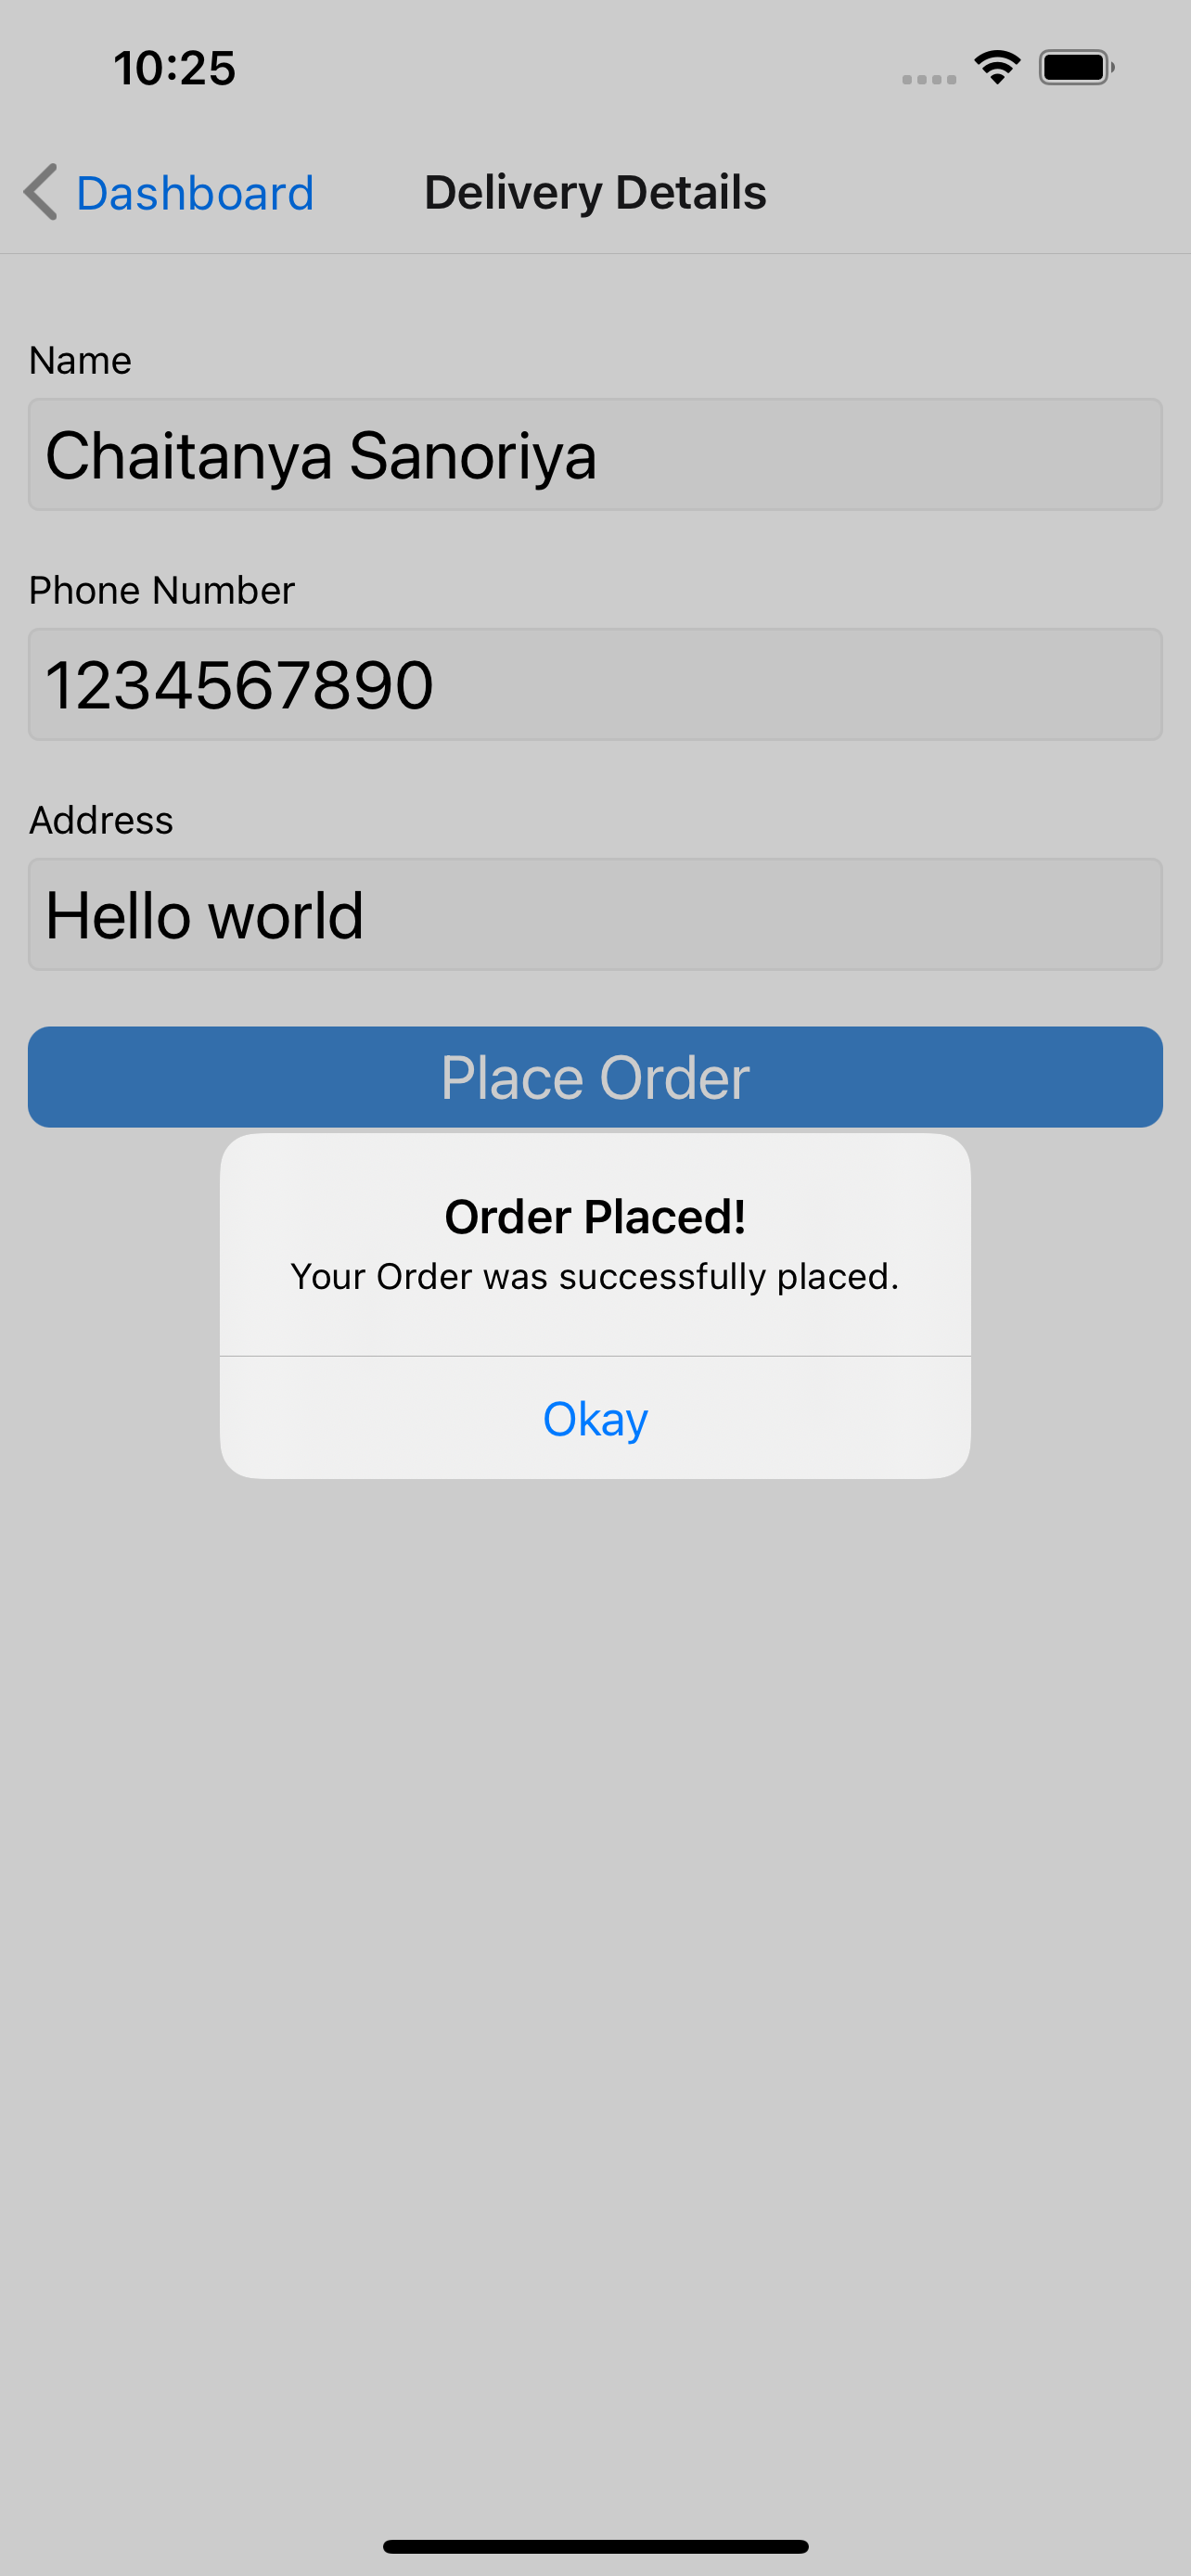 10:25
Dashboard
Delivery Details
Name
Chaitanya Sanoriya
Phone Number
1234567890
Address
Hello world
Place Order
Order Placed!
Your Order was successfully placed.
Okay